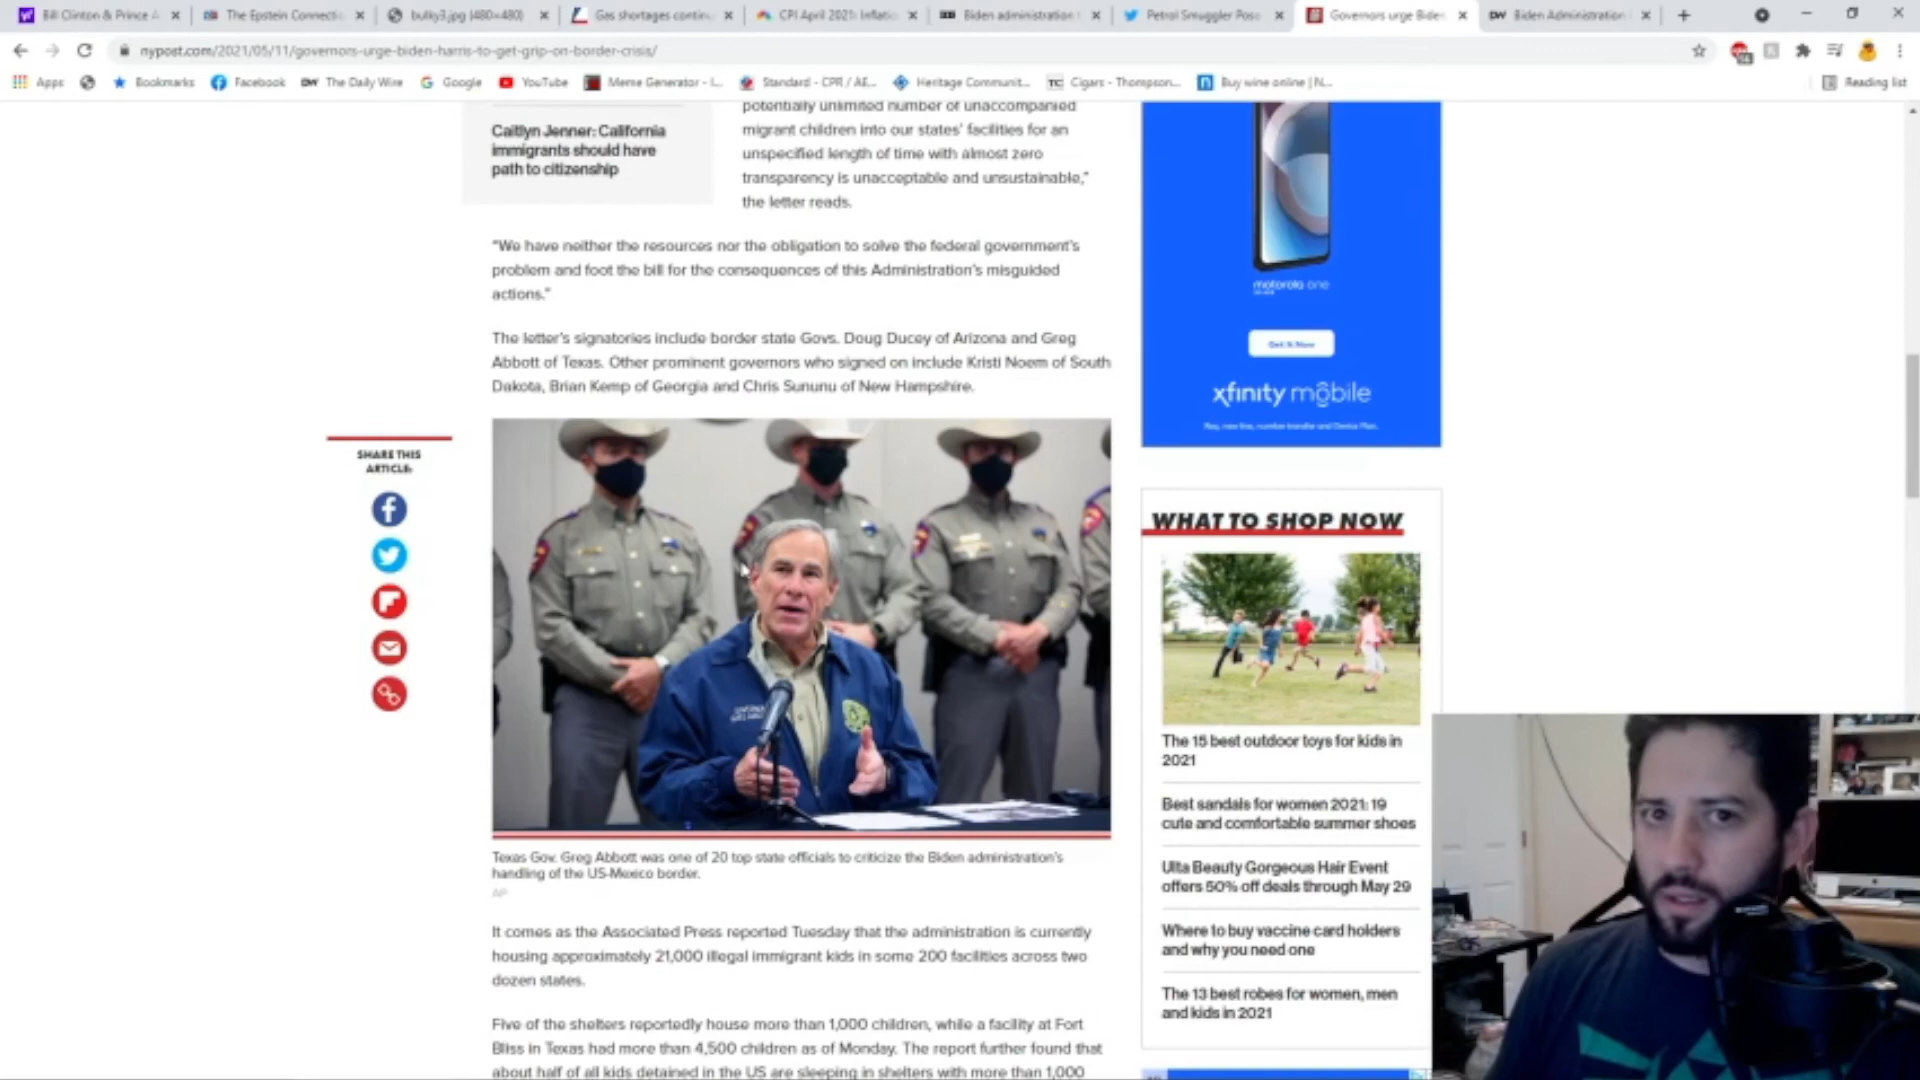 Bill Clinton & Prince A
The Epstein Connecti
bulky3.jpg (480×480)
Gas shortages contin
CPI April 2021: Inflatio
Biden administration
Petrol Smuggler Pos
Governors urge Biden
Biden Administration
nypost.com/2021/05/11/governors-urge-biden-harris-to-get-grip-on-border-crisis/
Apps
Bookmarks
Facebook
The Daily Wire
Google
YouTube
Meme Generator - I...
Standard - CPR / AE...
Heritage Communit...
Cigars - Thompson...
Buy wine online | N...
Reading list
Caitlyn Jenner: California
immigrants should have
path to citizenship
potentially unlimited number of unaccompanied
migrant children into our states' facilities for an
unspecified length of time with almost zero
transparency is unacceptable and unsustainable,"
the letter reads.
"We have neither the resources nor the obligation to solve the federal government's
problem and foot the bill for the consequences of this Administration's misguided
actions."
The letter's signatories include border state Govs. Doug Ducey of Arizona and Greg
Abbott of Texas. Other prominent governors who signed on include Kristi Noem of South
Dakota, Brian Kemp of Georgia and Chris Sununu of New Hampshire.
SHARE THIS
ARTICLE:
Texas Gov. Greg Abbott was one of 20 top state officials to criticize the Biden administration's
handling of the US-Mexico border.
AP
It comes as the Associated Press reported Tuesday that the administration is currently
housing approximately 21,000 illegal immigrant kids in some 200 facilities across two
dozen states.
Five of the shelters reportedly house more than 1,000 children, while a facility at Fort
Bliss in Texas had more than 4,500 children as of Monday. The report further found that
about half of all kids detained in the US are sleeping in shelters with more than 1,000
motorola one
Get It Now
xfinity mobile
WHAT TO SHOP NOW
The 15 best outdoor toys for kids in
2021
Best sandals for women 2021: 19
cute and comfortable summer shoes
Ulta Beauty Gorgeous Hair Event
offers 50% off deals through May 29
Where to buy vaccine card holders
and why you need one
The 13 best robes for women, men
and kids in 2021